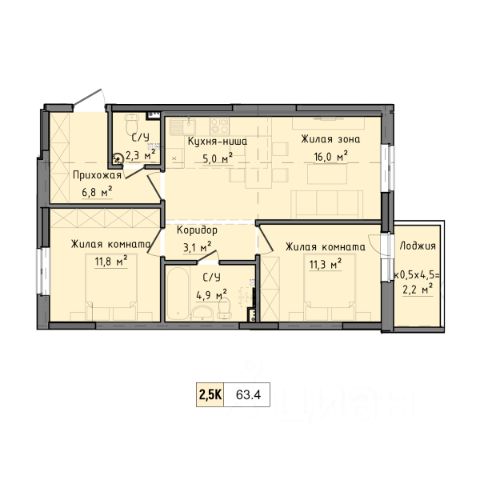 С/У
2.3 м²
Прихожая
6.8 м²
Кухня-ниша
5.0 м²
Жилая зона
16.0 м²
Жилая комната
11.8 м²
Коридор
3.1 м²
С/У
4.9 м²
Жилая комната
11.3 м²
Лоджия
к0.5x4.5=
2.2 м²
2,5К 63.4
Циан